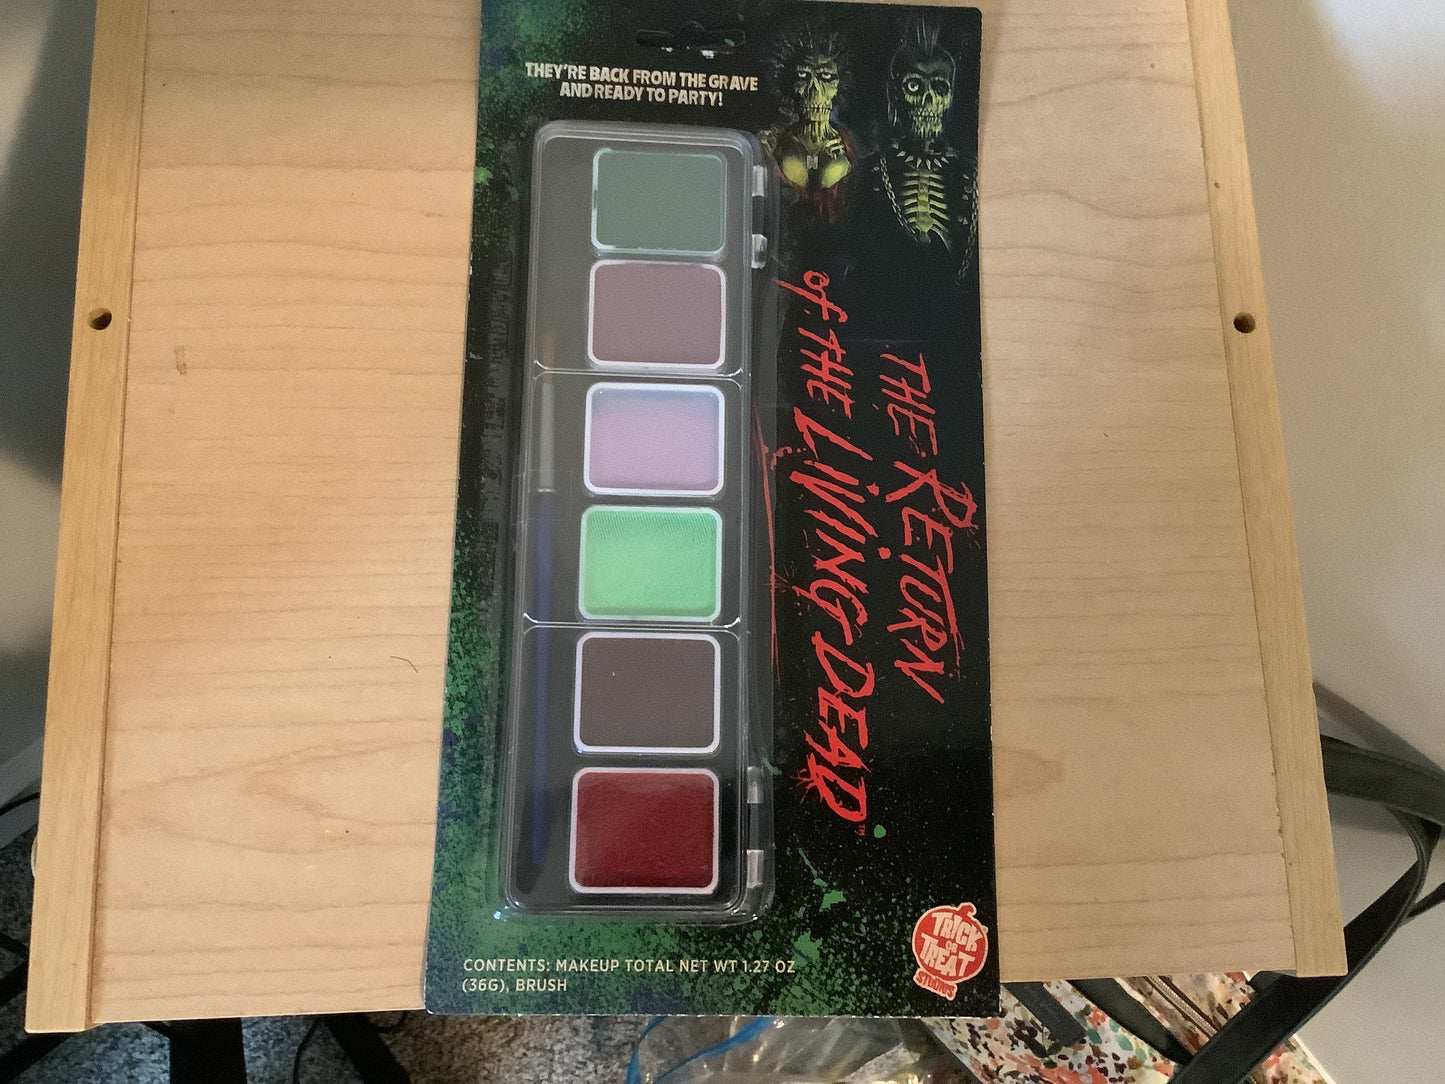 THEY'RE BACK FROM THE GRAVE
AND READY TO PARTY!
THE RETURN
of THE LIVING DEAD™
CONTENTS: MAKEUP TOTAL NET WT 1.27 OZ
(36G), BRUSH
TRICK
OR
TREAT
STUDIOS